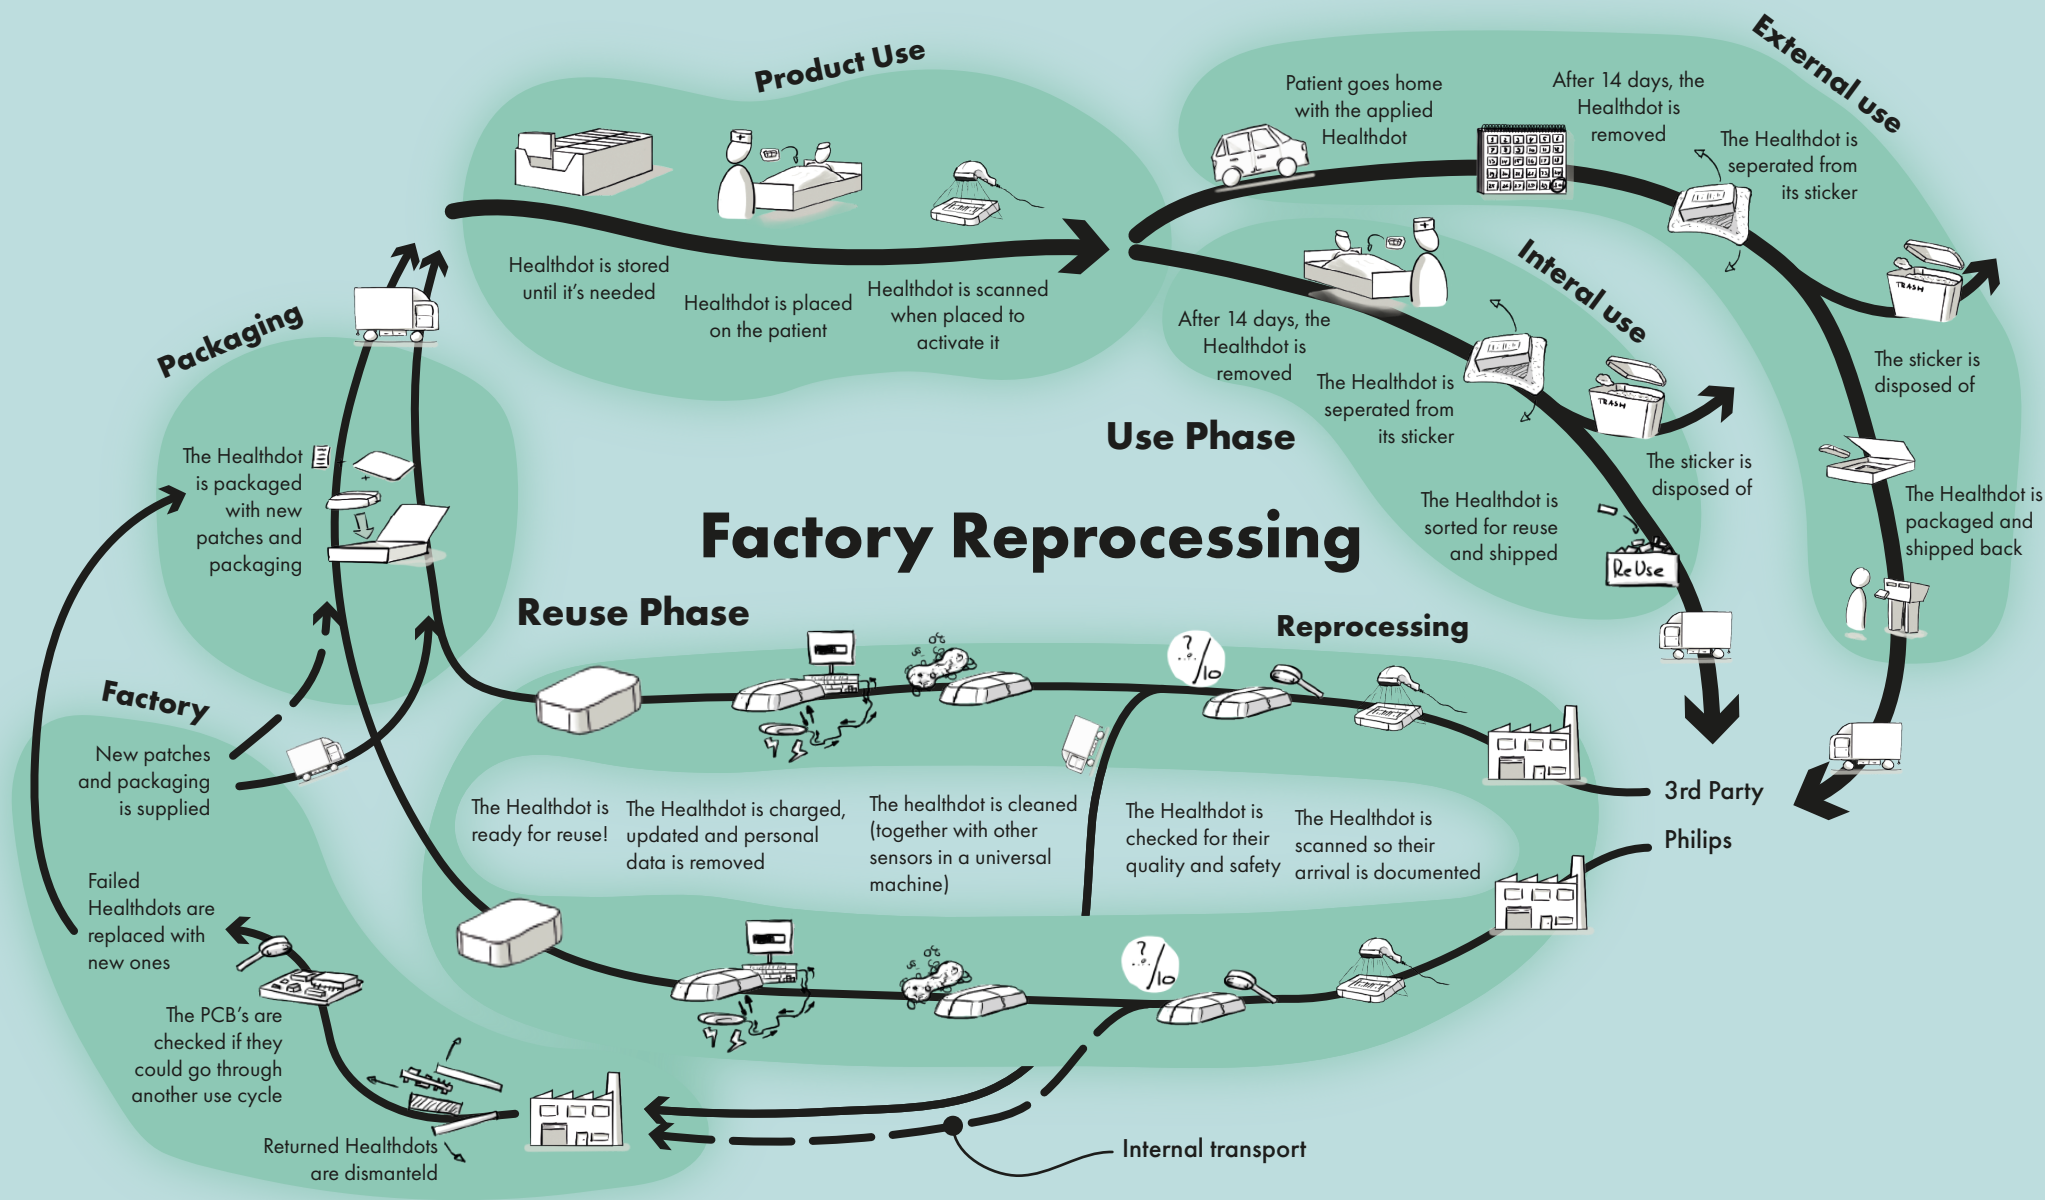 Product Use
Healthdot is stored
until it's needed
Healthdot is placed
on the patient
Healthdot is scanned
when placed to
activate it
External use
Patient goes home
with the applied
Healthdot
After 14 days, the
Healthdot is
removed
The Healthdot is
seperated from
its sticker
TRASH
The sticker is
disposed of
The Healthdot is
packaged and
shipped back
Interal use
After 14 days, the
Healthdot is
removed
The Healthdot is
seperated from
its sticker
TRASH
The sticker is
disposed of
The Healthdot is
sorted for reuse
and shipped
ReUse
Use Phase
Factory Reprocessing
Packaging
The Healthdot
is packaged
with new
patches and
packaging
Reuse Phase
Reprocessing
?
/10
3rd Party
Philips
The Healthdot is
ready for reuse!
The Healthdot is charged,
updated and personal
data is removed
The healthdot is cleaned
(together with other
sensors in a universal
machine)
The Healthdot is
checked for their
quality and safety
The Healthdot is
scanned so their
arrival is documented
?
/10
Factory
New patches
and packaging
is supplied
Failed
Healthdots are
replaced with
new ones
The PCB's are
checked if they
could go through
another use cycle
Returned Healthdots
are dismanteld
Internal transport